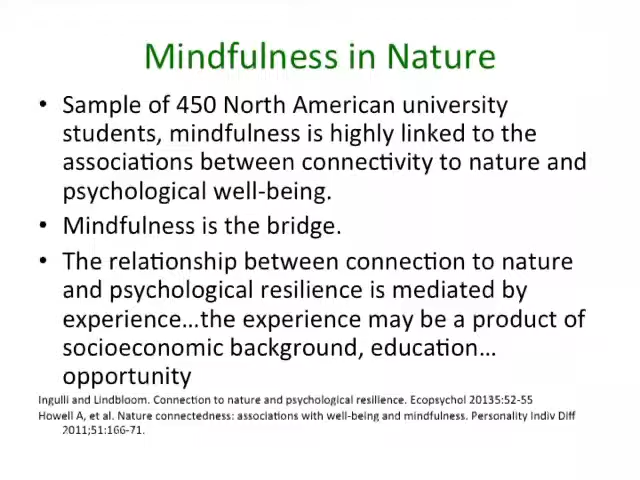 Mindfulness in Nature
• Sample of 450 North American university
students, mindfulness is highly linked to the
associations between connectivity to nature and
psychological well-being.
• Mindfulness is the bridge.
• The relationship between connection to nature
and psychological resilience is mediated by
experience…the experience may be a product of
socioeconomic background, education…
opportunity
Ingulli and Lindbloom. Connection to nature and psychological resilience. Ecopsychol 20135:52-55
Howell A, et al. Nature connectedness: associations with well-being and mindfulness. Personality Indiv Diff
2011;51:166-71.